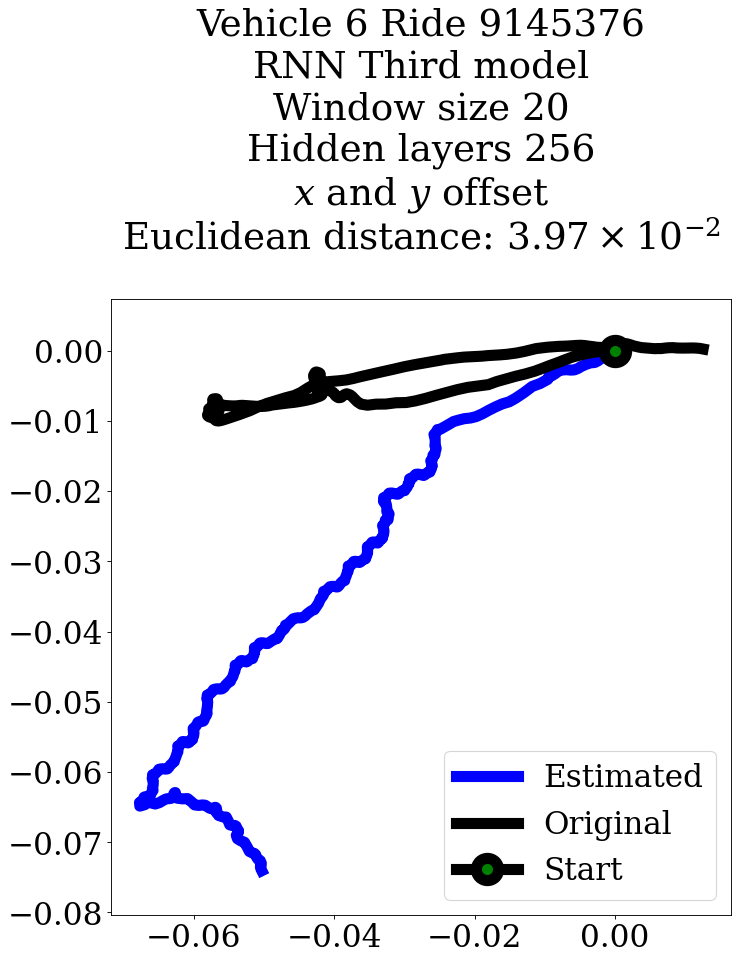 Vehicle 6 Ride 9145376
RNN Third model
Window size 20
Hidden layers 256
x and y offset
Euclidean distance: 3.97 × 10⁻²
0.00
−0.01
−0.02
−0.03
−0.04
−0.05
−0.06
−0.07
−0.08
Estimated
Original
Start
−0.06 −0.04 −0.02 0.00